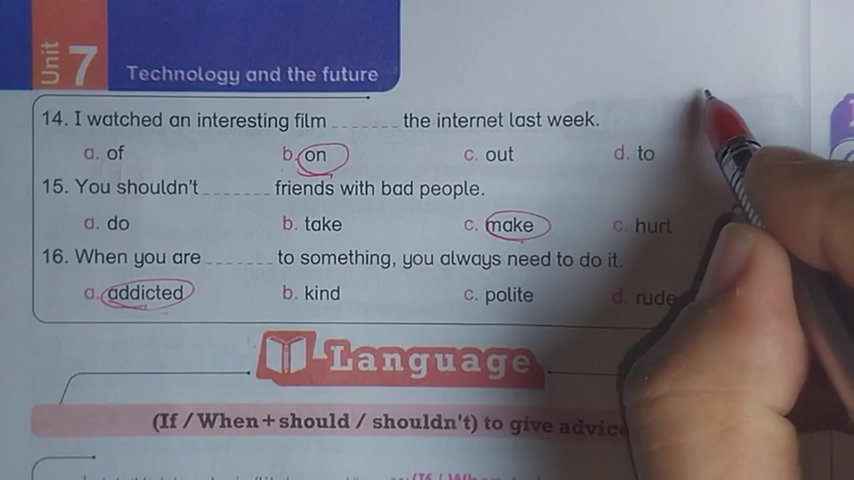 Unit 7
Technology and the future
14. I watched an interesting film _______ the internet last week.
a. of b. on c. out d. to
15. You shouldn't _______ friends with bad people.
a. do b. take c. make c. hurt
16. When you are _______ to something, you always need to do it.
a. addicted b. kind c. polite d. rude
Language
(If / When + should / shouldn't) to give advice